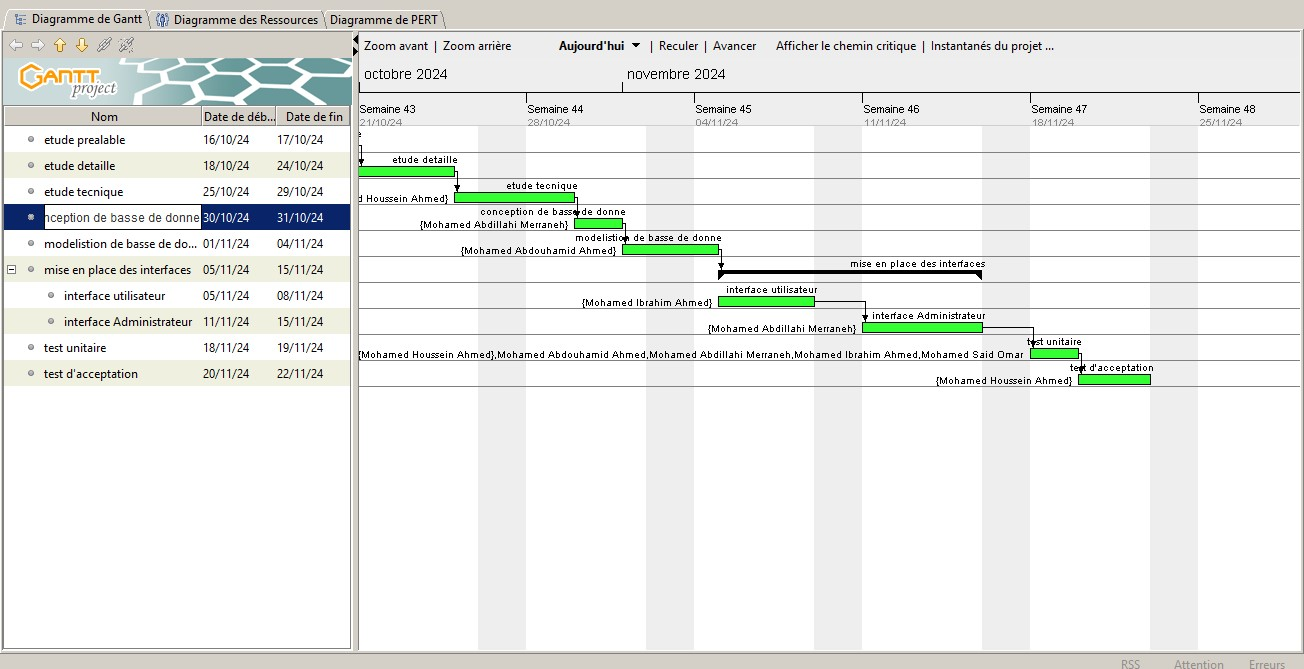 Diagramme de Gantt
Diagramme des Ressources
Diagramme de PERT
Zoom avant | Zoom arrière
Aujourd'hui
| Reculer | Avancer
Afficher le chemin critique | Instantanés du projet ...
GANTT
project
octobre 2024
novembre 2024
Semaine 43
Semaine 44
Semaine 45
Semaine 46
Semaine 47
Semaine 48
21/10/24
28/10/24
04/11/24
11/11/24
18/11/24
25/11/24
Nom Date de déb... Date de fin
etude prealable 16/10/24 17/10/24
etude detaille 18/10/24 24/10/24
etude tecnique 25/10/24 29/10/24
nception de basse de donne 30/10/24 31/10/24
modelistion de basse de do... 01/11/24 04/11/24
mise en place des interfaces 05/11/24 15/11/24
interface utilisateur 05/11/24 08/11/24
interface Administrateur 11/11/24 15/11/24
test unitaire 18/11/24 19/11/24
test d'acceptation 20/11/24 22/11/24
e
etude detaille
etude tecnique
d Houssein Ahmed}
conception de basse de donne
{Mohamed Abdillahi Merraneh}
modelistion de basse de donne
{Mohamed Abdouhamid Ahmed}
mise en place des interfaces
interface utilisateur
{Mohamed Ibrahim Ahmed}
interface Administrateur
{Mohamed Abdillahi Merraneh}
test unitaire
{Mohamed Houssein Ahmed},Mohamed Abdouhamid Ahmed,Mohamed Abdillahi Merraneh,Mohamed Ibrahim Ahmed,Mohamed Said Omar
test d'acceptation
{Mohamed Houssein Ahmed}
RSS
Attention
Erreurs